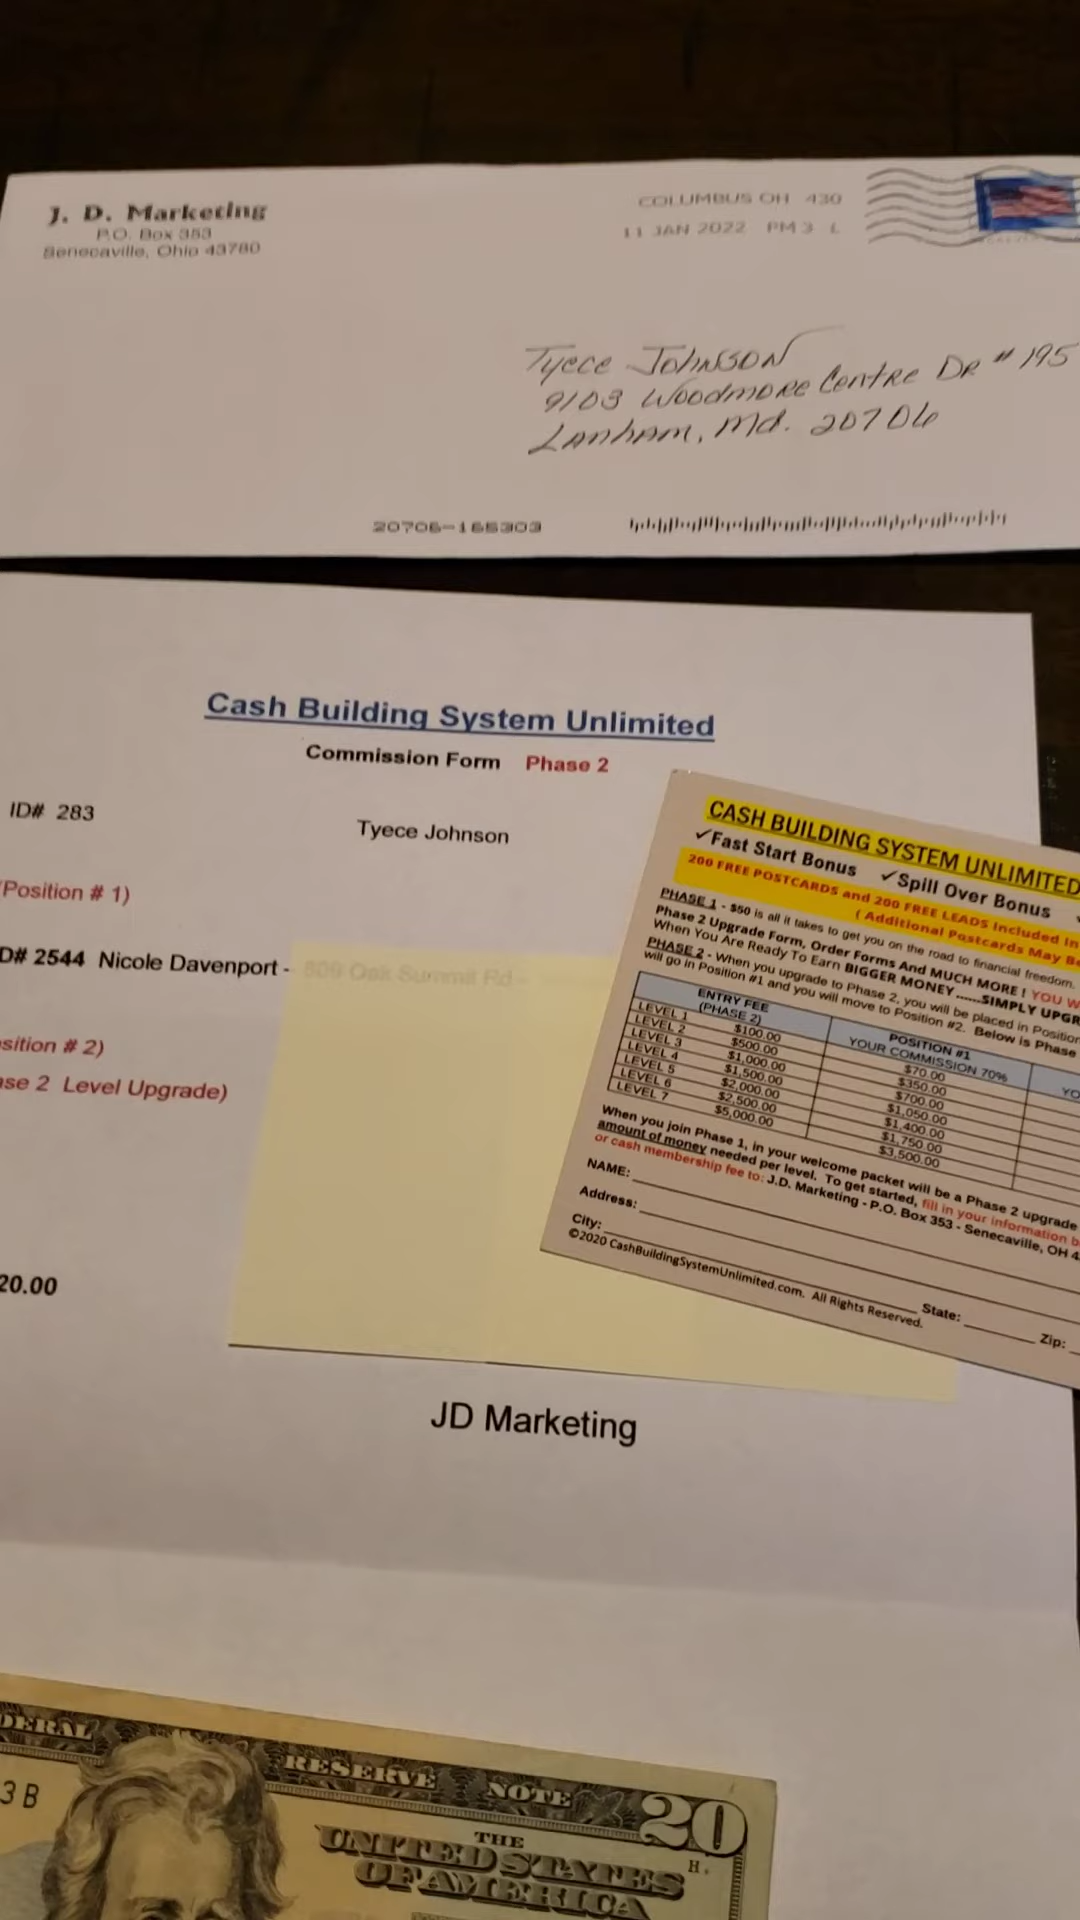 J. D. Marketing
P.O. Box 353
Senecaville, Ohio 43780
COLUMBUS OH 430
11 JAN 2022 PM 3 L
Tyece Johnson
9103 Woodmore Centre Dr # 195
Lanham, Md. 20706
20706-165303
Cash Building System Unlimited
Commission Form Phase 2
ID# 283
Tyece Johnson
(Position # 1)
D# 2544 Nicole Davenport - 509 Oak Summit Rd -
sition # 2)
ase 2 Level Upgrade)
20.00
JD Marketing
CASH BUILDING SYSTEM UNLIMITED
✓Fast Start Bonus ✓Spill Over Bonus
200 FREE POSTCARDS and 200 FREE LEADS Included In
( Additional Postcards May Be
PHASE 1 - $50 is all it takes to get you on the road to financial freedom.
Phase 2 Upgrade Form, Order Forms And MUCH MORE ! YOU W
When You Are Ready To Earn BIGGER MONEY ......SIMPLY UPGR
PHASE 2 - When you upgrade to Phase 2, you will be placed in Position
will go in Position #1 and you will move to Position #2. Below is Phase
ENTRY FEE
(PHASE 2)
POSITION #1
YOUR COMMISSION 70%
YO
LEVEL 1 $100.00 $70.00
LEVEL 2 $500.00 $350.00
LEVEL 3 $1,000.00 $700.00
LEVEL 4 $1,500.00 $1,050.00
LEVEL 5 $2,000.00 $1,400.00
LEVEL 6 $2,500.00 $1,750.00
LEVEL 7 $5,000.00 $3,500.00
When you join Phase 1, in your welcome packet will be a Phase 2 upgrade
amount of money needed per level. To get started, fill in your information b
or cash membership fee to: J.D. Marketing - P.O. Box 353 - Senecaville, OH 4
NAME:
Address:
City: State: Zip:
©2020 CashBuildingSystemUnlimited.com. All Rights Reserved.
DERAL RESERVE NOTE
3 B
20
THE
UNITED STATES
OF AMERICA
H.